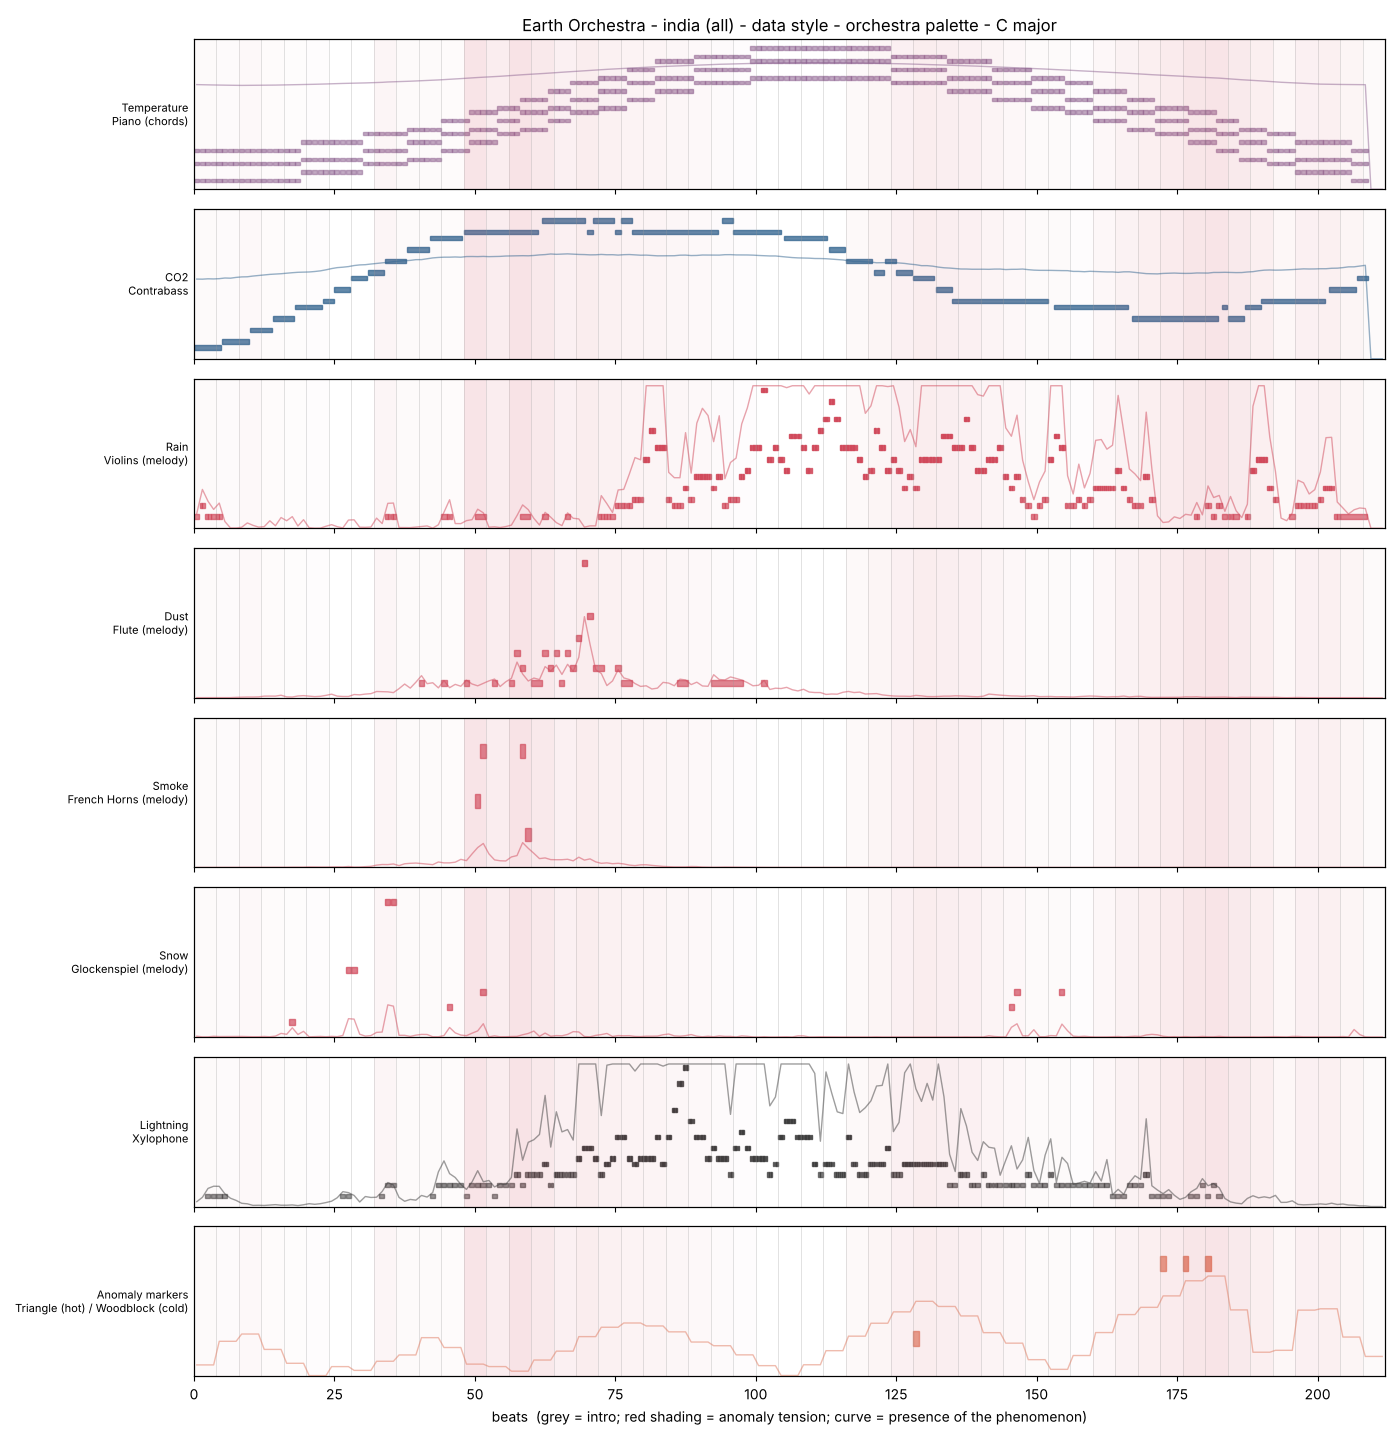 Earth Orchestra - india (all) - data style - orchestra palette - C major
Temperature
Piano (chords)
CO2
Contrabass
Rain
Violins (melody)
Dust
Flute (melody)
Smoke
French Horns (melody)
Snow
Glockenspiel (melody)
Lightning
Xylophone
Anomaly markers
Triangle (hot) / Woodblock (cold)
0 25 50 75 100 125 150 175 200
beats  (grey = intro; red shading = anomaly tension; curve = presence of the phenomenon)